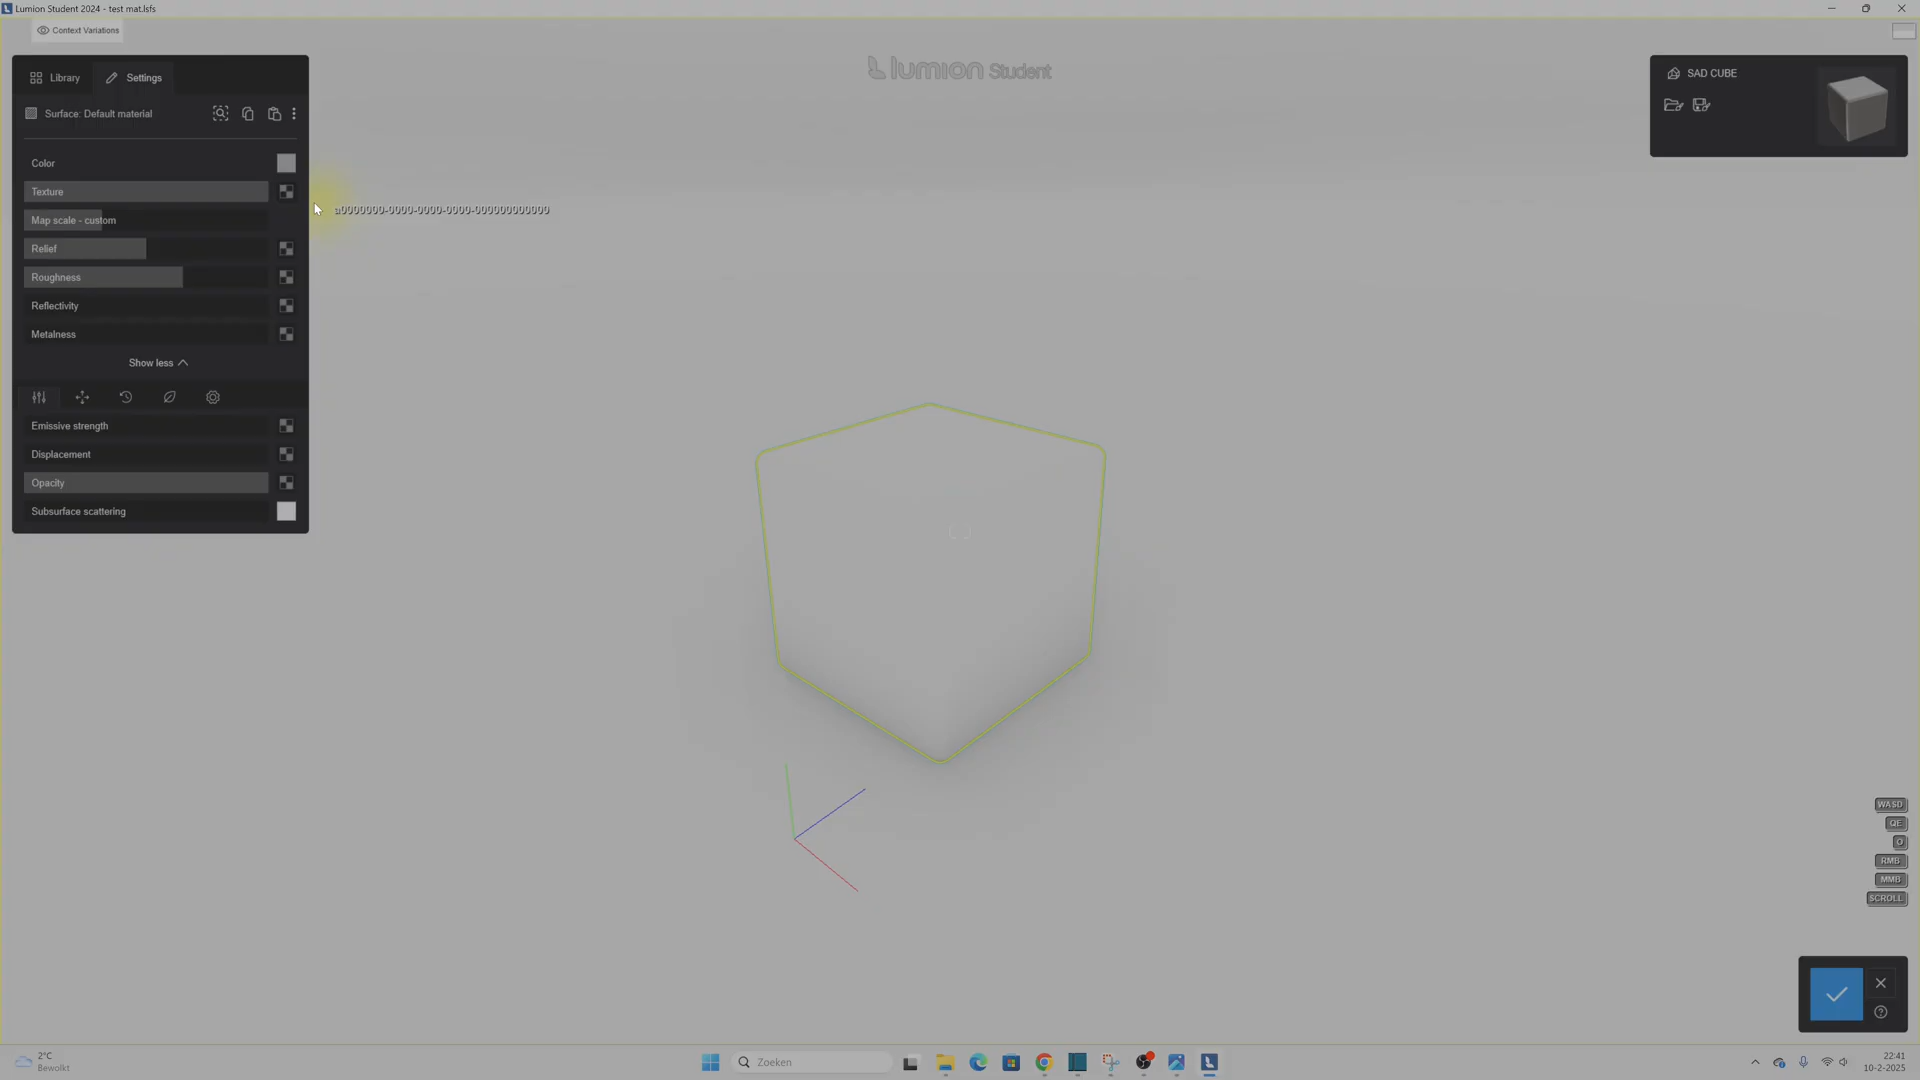 Lumion Student 2024 - test mat.lsfs
Context Variations
Library
Settings
lumion Student
SAD CUBE
Surface: Default material
Color
Texture
a0000000-0000-0000-0000-000000000000
Map scale - custom
Relief
Roughness
Reflectivity
Metalness
Show less
Emissive strength
Displacement
Opacity
Subsurface scattering
WASD
QE
O
RMB
MMB
SCROLL
2°C
Bewolkt
Zoeken
22:41
10-2-2025